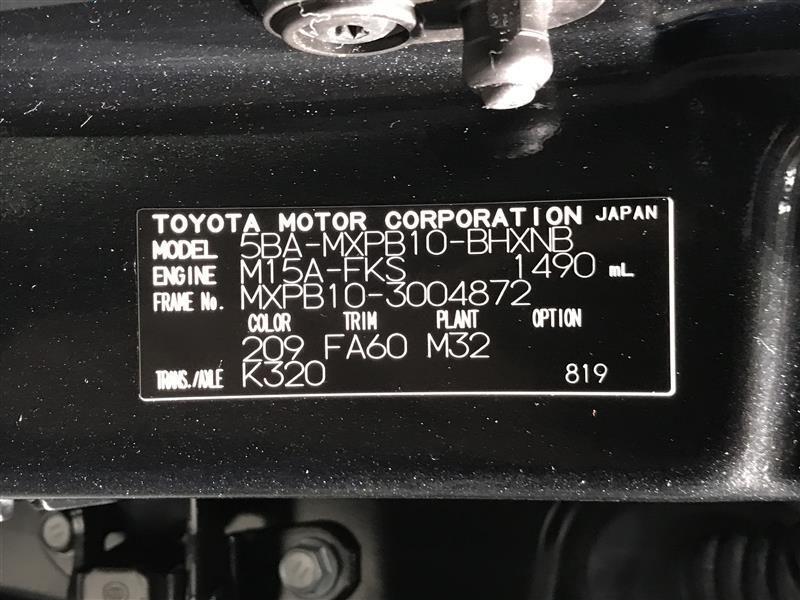 TOYOTA MOTOR CORPORATION JAPAN
MODEL 5BA-MXPB10-BHXNB
ENGINE M15A-FKS 1490 mL
FRAME No. MXPB10-3004872
COLOR TRIM PLANT OPTION
209 FA60 M32
TRANS./AXLE K320 819